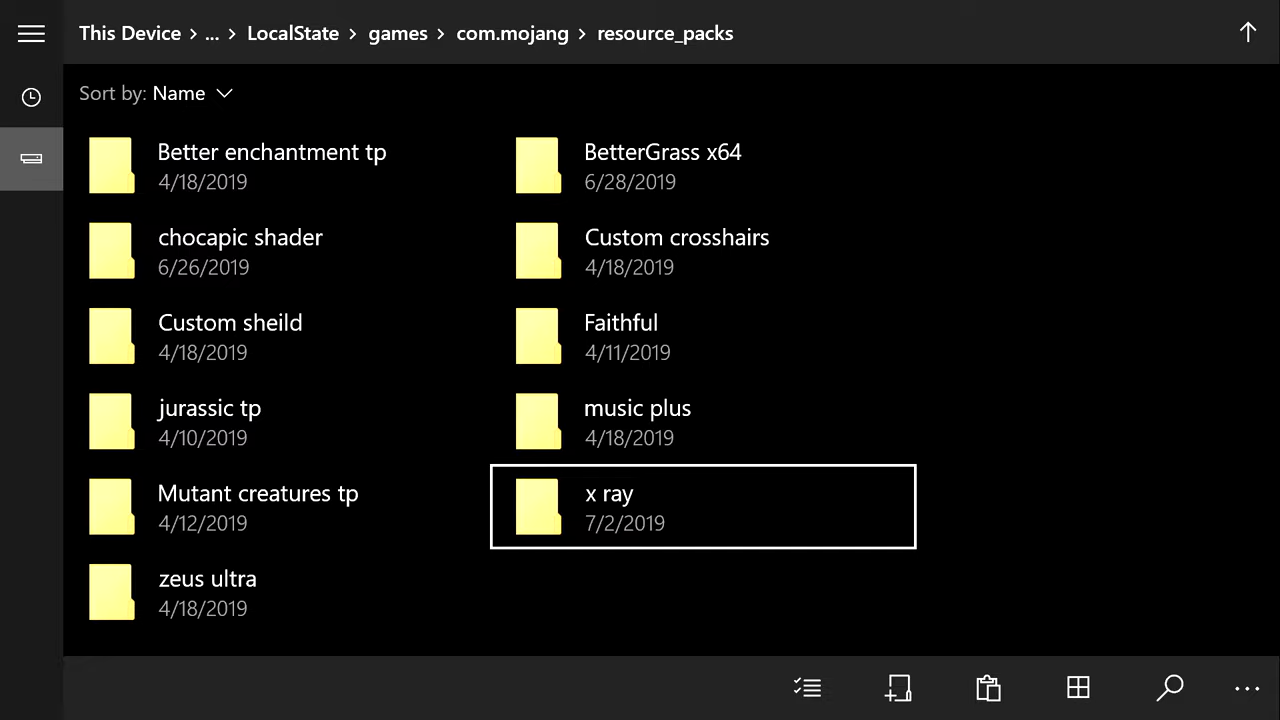 This Device > ... > LocalState > games > com.mojang > resource_packs
Sort by: Name
Better enchantment tp
4/18/2019
BetterGrass x64
6/28/2019
chocapic shader
6/26/2019
Custom crosshairs
4/18/2019
Custom sheild
4/18/2019
Faithful
4/11/2019
jurassic tp
4/10/2019
music plus
4/18/2019
Mutant creatures tp
4/12/2019
x ray
7/2/2019
zeus ultra
4/18/2019